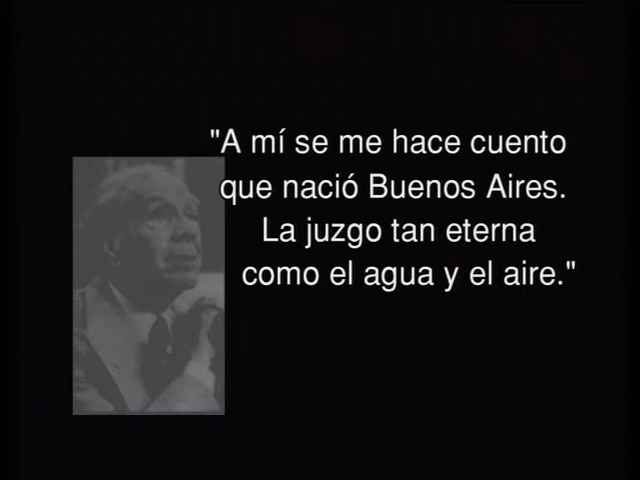 "A mí se me hace cuento
que nació Buenos Aires.
La juzgo tan eterna
como el agua y el aire."